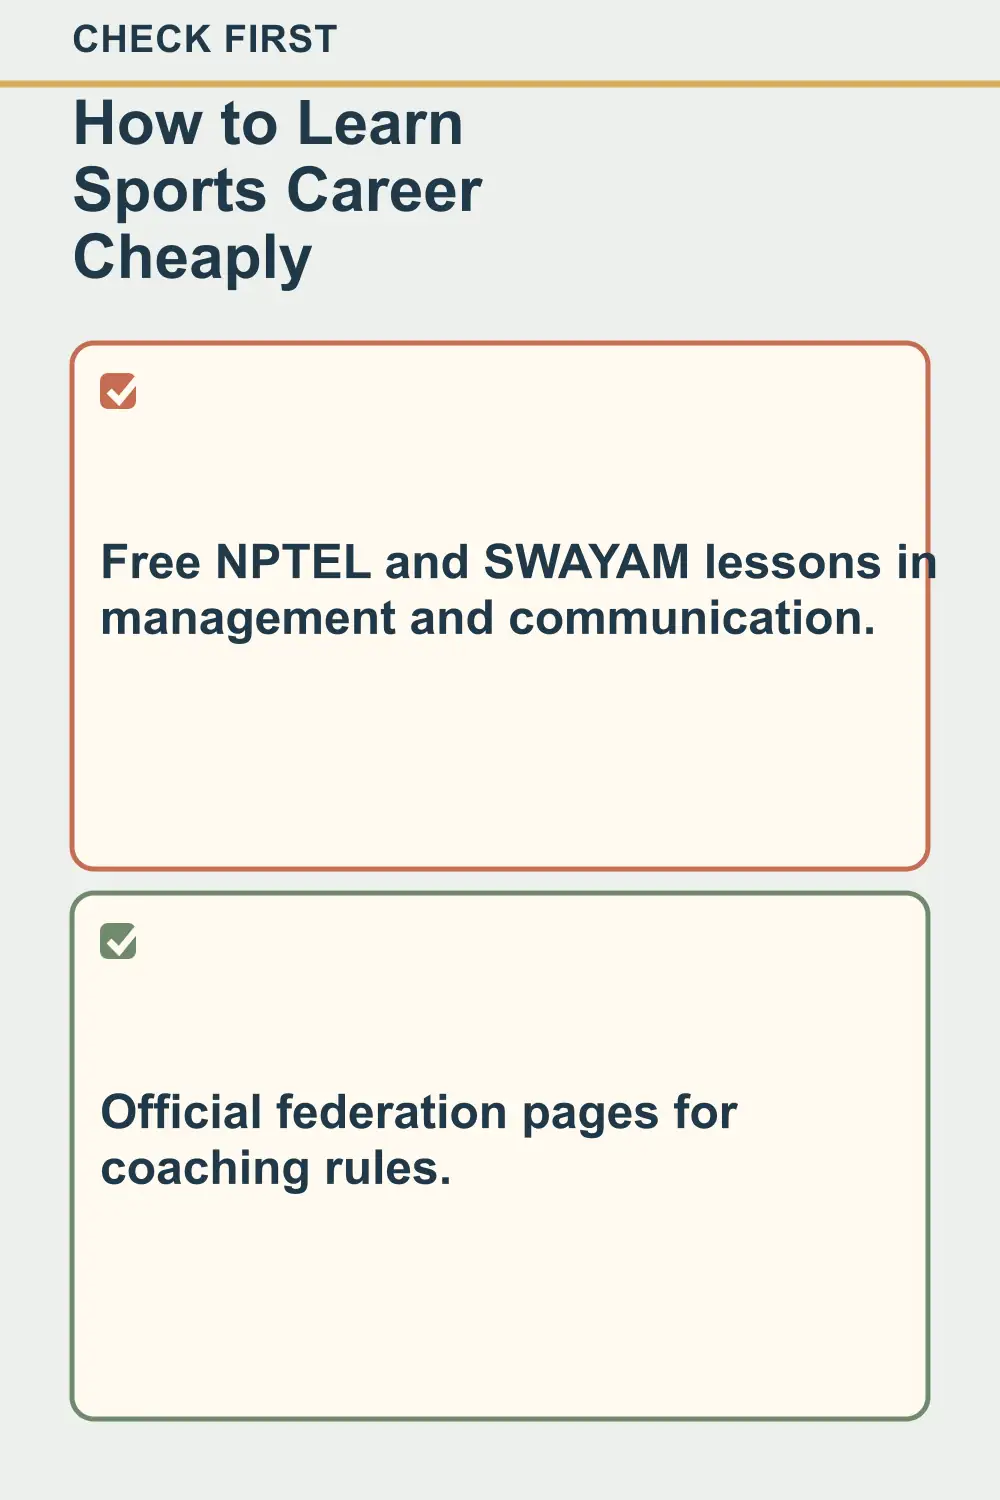 CHECK FIRST
How to Learn
Sports Career
Cheaply
Free NPTEL and SWAYAM lessons in
management and communication.
Official federation pages for
coaching rules.